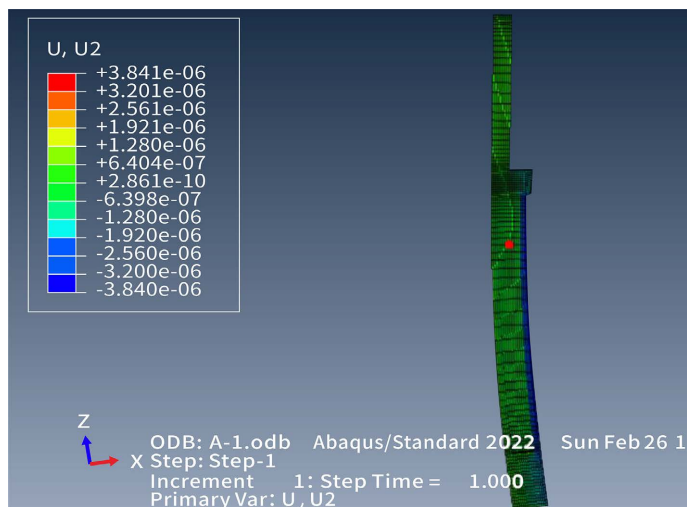 U, U2
+3.841e-06
+3.201e-06
+2.561e-06
+1.921e-06
+1.280e-06
+6.404e-07
+2.861e-10
-6.398e-07
-1.280e-06
-1.920e-06
-2.560e-06
-3.200e-06
-3.840e-06
Z
X
ODB: A-1.odb Abaqus/Standard 2022 Sun Feb 26 1
Step: Step-1
Increment 1: Step Time = 1.000
Primary Var: U, U2